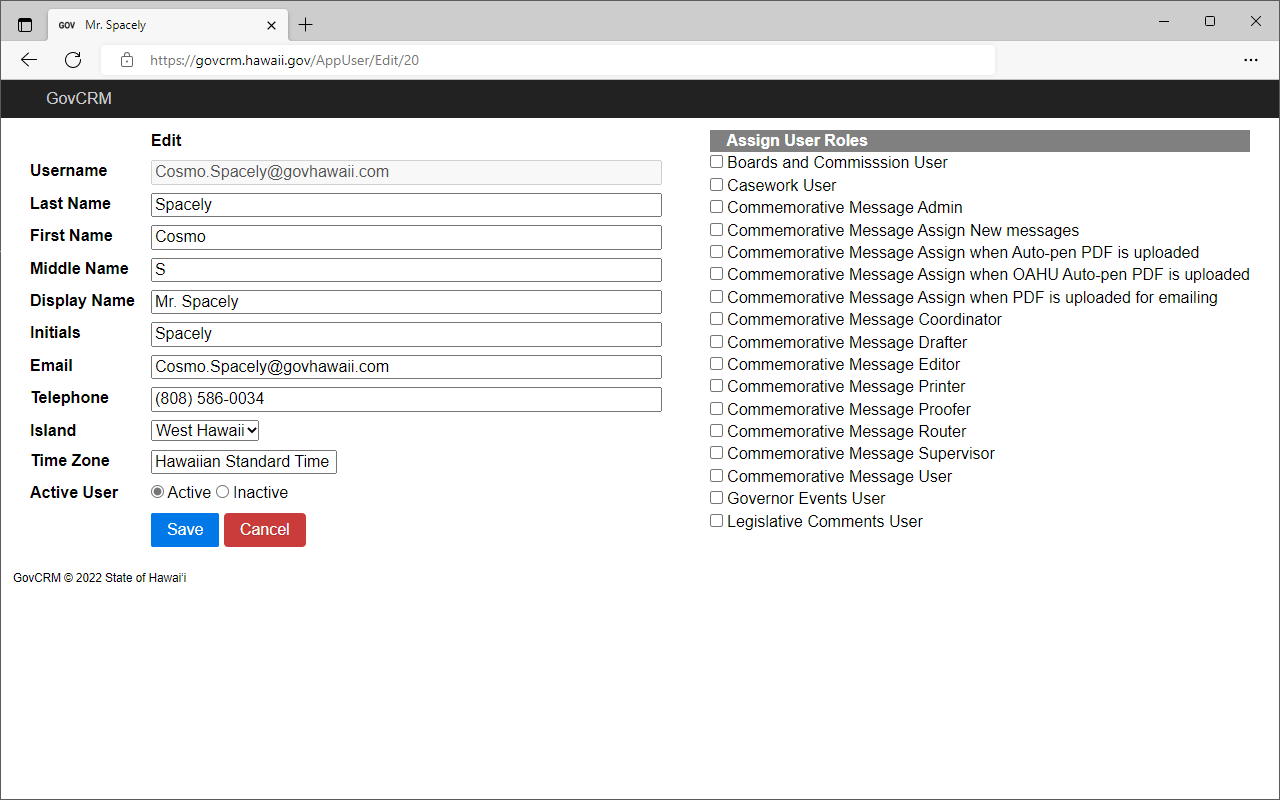 GOV Mr. Spacely
https://govcrm.hawaii.gov/AppUser/Edit/20
GovCRM
Edit
Username Cosmo.Spacely@govhawaii.com
Last Name Spacely
First Name Cosmo
Middle Name S
Display Name Mr. Spacely
Initials Spacely
Email Cosmo.Spacely@govhawaii.com
Telephone (808) 586-0034
Island West Hawaii
Time Zone Hawaiian Standard Time
Active User Active Inactive
Save Cancel
Assign User Roles
Boards and Commisssion User
Casework User
Commemorative Message Admin
Commemorative Message Assign New messages
Commemorative Message Assign when Auto-pen PDF is uploaded
Commemorative Message Assign when OAHU Auto-pen PDF is uploaded
Commemorative Message Assign when PDF is uploaded for emailing
Commemorative Message Coordinator
Commemorative Message Drafter
Commemorative Message Editor
Commemorative Message Printer
Commemorative Message Proofer
Commemorative Message Router
Commemorative Message Supervisor
Commemorative Message User
Governor Events User
Legislative Comments User
GovCRM © 2022 State of Hawaiʻi